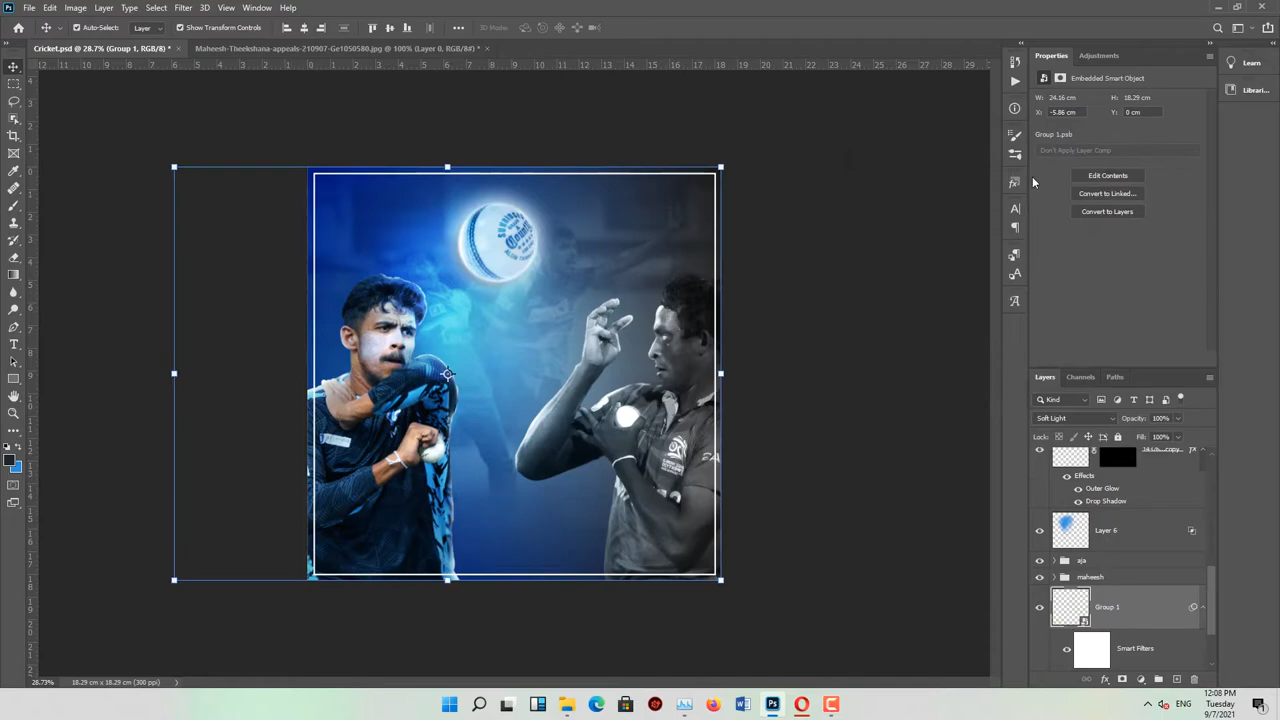 File Edit Image Layer Type Select Filter 3D View Window Help
Auto-Select: Layer Show Transform Controls 3D Mode:
Cricket.psd @ 28.7% (Group 1, RGB/8) * × Maheesh-Theekshana-appeals-210907-Ge1050580.jpg @ 100% (Layer 0, RGB/8#) * ×
Properties Adjustments
Learn
Embedded Smart Object
Librari...
W: 24.16 cm H: 18.29 cm
X: -5.86 cm Y: 0 cm
Group 1.psb
Don't Apply Layer Comp
Edit Contents
Convert to Linked...
Convert to Layers
Layers Channels Paths
Kind
Soft Light Opacity: 100%
Lock: Fill: 100%
Effects
Outer Glow
Drop Shadow
Layer 6
aja
maheesh
Group 1
Smart Filters
28.73% 18.29 cm x 18.29 cm (300 ppi)
12:08 PM
Tuesday
9/7/2021